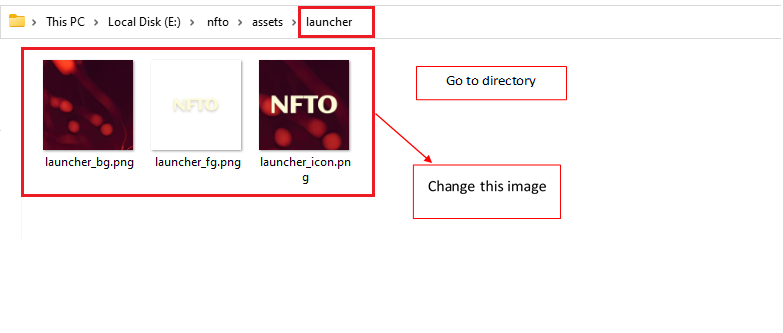 This PC > Local Disk (E:) > nfto > assets > launcher
Go to directory
NFTO
NFTO
launcher_bg.png
launcher_fg.png
launcher_icon.pn
g
Change this image